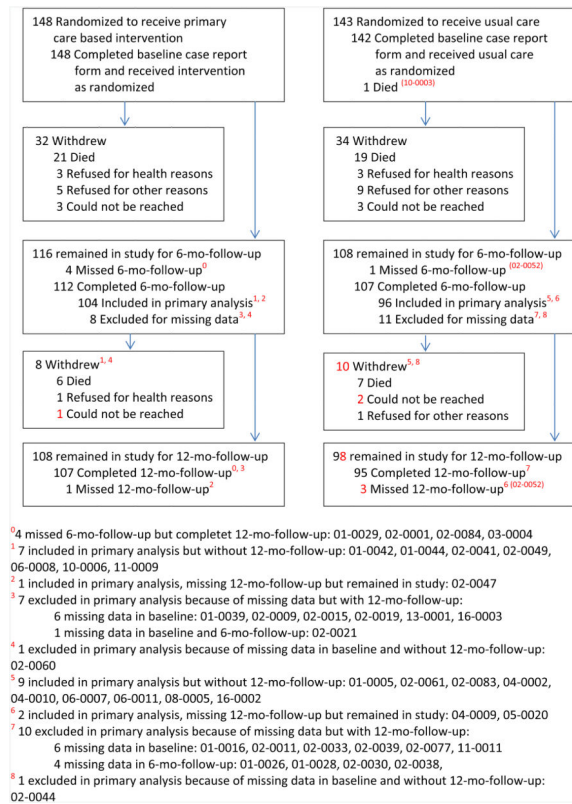 148 Randomized to receive primary
care based intervention
148 Completed baseline case report
form and received intervention
as randomized
143 Randomized to receive usual care
142 Completed baseline case report
form and received usual care
as randomized
1 Died (10-0003)
32 Withdrew
21 Died
3 Refused for health reasons
5 Refused for other reasons
3 Could not be reached
34 Withdrew
19 Died
3 Refused for health reasons
9 Refused for other reasons
3 Could not be reached
116 remained in study for 6-mo-follow-up
4 Missed 6-mo-follow-up0
112 Completed 6-mo-follow-up
104 Included in primary analysis1, 2
8 Excluded for missing data3, 4
108 remained in study for 6-mo-follow-up
1 Missed 6-mo-follow-up (02-0052)
107 Completed 6-mo-follow-up
96 Included in primary analysis5, 6
11 Excluded for missing data7, 8
8 Withdrew1, 4
6 Died
1 Refused for health reasons
1 Could not be reached
10 Withdrew5, 8
7 Died
2 Could not be reached
1 Refused for other reasons
108 remained in study for 12-mo-follow-up
107 Completed 12-mo-follow-up0, 3
1 Missed 12-mo-follow-up2
98 remained in study for 12-mo-follow-up
95 Completed 12-mo-follow-up7
3 Missed 12-mo-follow-up6 (02-0052)
04 missed 6-mo-follow-up but completet 12-mo-follow-up: 01-0029, 02-0001, 02-0084, 03-0004
1 7 included in primary analysis but without 12-mo-follow-up: 01-0042, 01-0044, 02-0041, 02-0049,
06-0008, 10-0006, 11-0009
2 1 included in primary analysis, missing 12-mo-follow-up but remained in study: 02-0047
3 7 excluded in primary analysis because of missing data but with 12-mo-follow-up:
6 missing data in baseline: 01-0039, 02-0009, 02-0015, 02-0019, 13-0001, 16-0003
1 missing data in baseline and 6-mo-follow-up: 02-0021
4 1 excluded in primary analysis because of missing data in baseline and without 12-mo-follow-up:
02-0060
5 9 included in primary analysis but without 12-mo-follow-up: 01-0005, 02-0061, 02-0083, 04-0002,
04-0010, 06-0007, 06-0011, 08-0005, 16-0002
6 2 included in primary analysis, missing 12-mo-follow-up but remained in study: 04-0009, 05-0020
7 10 excluded in primary analysis because of missing data but with 12-mo-follow-up:
6 missing data in baseline: 01-0016, 02-0011, 02-0033, 02-0039, 02-0077, 11-0011
4 missing data in 6-mo-follow-up: 01-0026, 01-0028, 02-0030, 02-0038,
8 1 excluded in primary analysis because of missing data in baseline and without 12-mo-follow-up:
02-0044